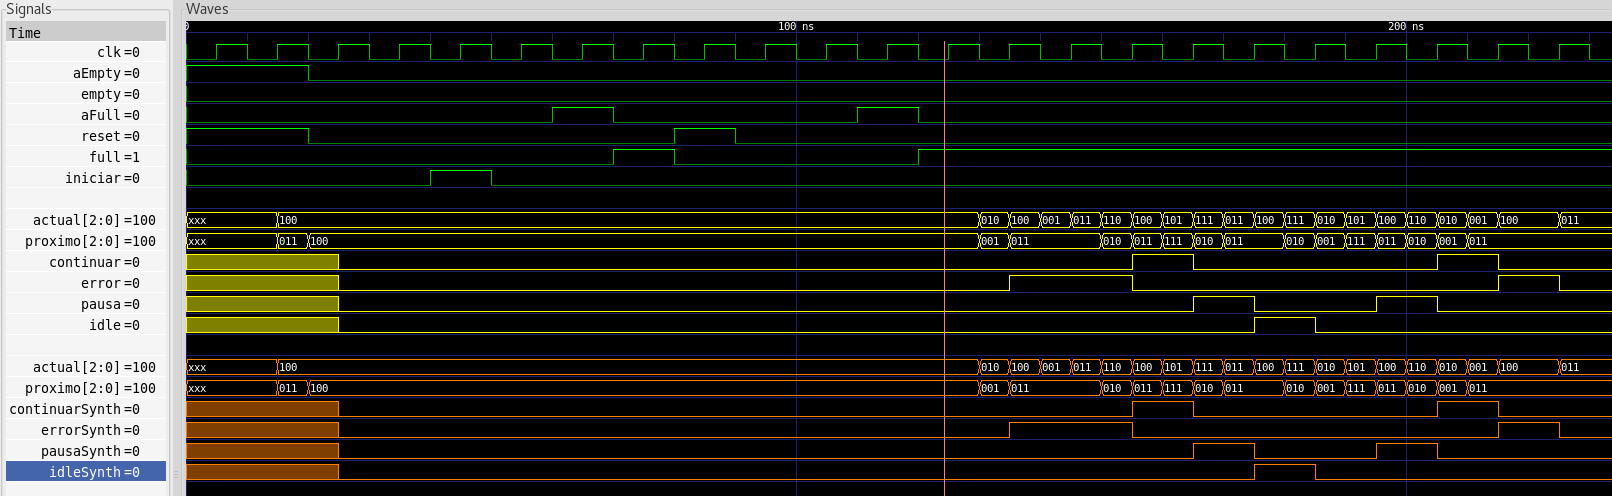 Signals Waves
Time 0 100 ns 200 ns
clk=0
aEmpty=0
empty=0
aFull=0
reset=0
full=1
iniciar=0
actual[2:0]=100 xxx 100 010 100 001 011 110 100 101 111 011 100 111 010 101 100 110 010 001 100 011
proximo[2:0]=100 xxx 011 100 001 011 010 011 111 010 011 010 001 111 011 010 001 011
continuar=0
error=0
pausa=0
idle=0
actual[2:0]=100 xxx 100 010 100 001 011 110 100 101 111 011 100 111 010 101 100 110 010 001 100 011
proximo[2:0]=100 xxx 011 100 001 011 010 011 111 010 011 010 001 111 011 010 001 011
continuarSynth=0
errorSynth=0
pausaSynth=0
idleSynth=0